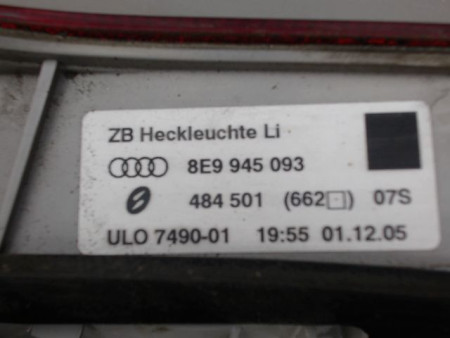 ZB Heckleuchte Li
8E9 945 093
484 501 (662□) 07S
ULO 7490-01 19:55 01.12.05